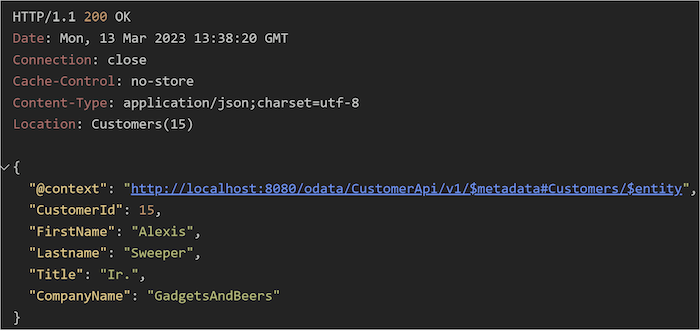 HTTP/1.1 200 OK
Date: Mon, 13 Mar 2023 13:38:20 GMT
Connection: close
Cache-Control: no-store
Content-Type: application/json;charset=utf-8
Location: Customers(15)
{
"@context": "http://localhost:8080/odata/CustomerApi/v1/$metadata#Customers/$entity",
"CustomerId": 15,
"FirstName": "Alexis",
"Lastname": "Sweeper",
"Title": "Ir.",
"CompanyName": "GadgetsAndBeers"
}